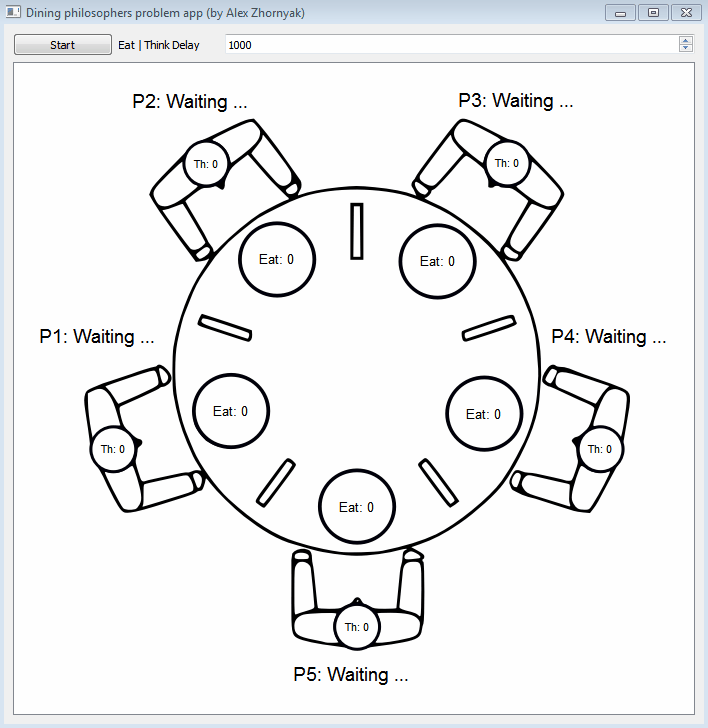 Dining philosophers problem app (by Alex Zhornyak)
Start Eat | Think Delay 1000
P2: Waiting ... P3: Waiting ...
Th: 0 Th: 0
Eat: 0 Eat: 0
P1: Waiting ... P4: Waiting ...
Eat: 0 Eat: 0
Th: 0 Th: 0
Eat: 0
Th: 0
P5: Waiting ...